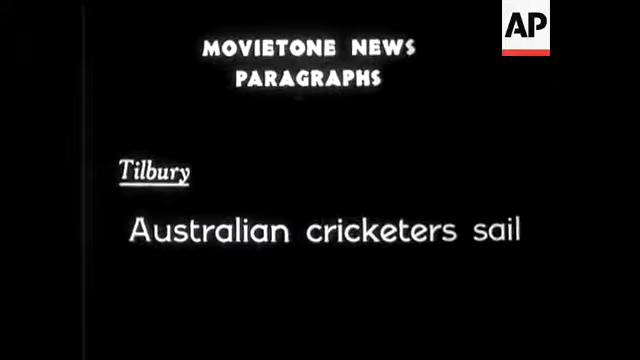 AP
MOVIETONE NEWS
PARAGRAPHS
Tilbury
Australian cricketers sail